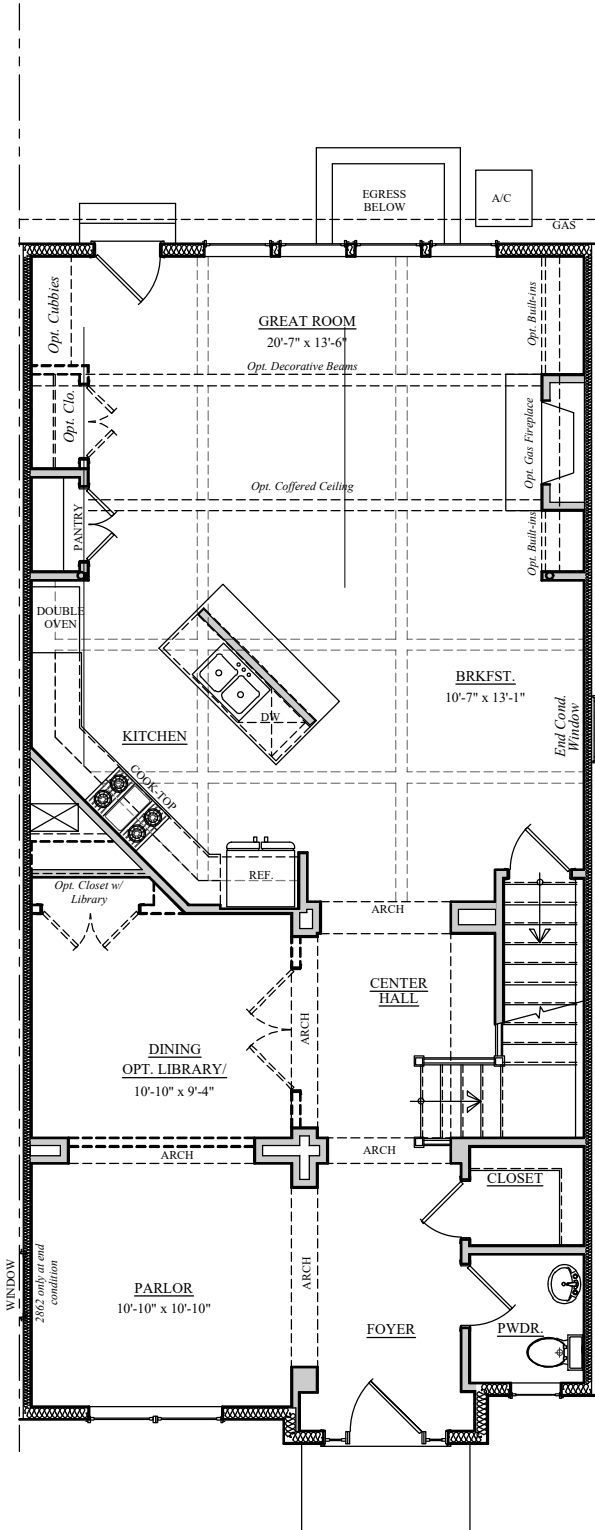 EGRESS
BELOW
A/C
GAS
Opt. Cubbies
GREAT ROOM
20'-7" x 13'-6"
Opt. Built-ins
Opt. Decorative Beams
Opt. Clo.
Opt. Gas Fireplace
Opt. Coffered Ceiling
PANTRY
Opt. Built-ins
DOUBLE
OVEN
BRKFST.
10'-7" x 13'-1"
DW
End Cond.
Window
KITCHEN
COOK-TOP
REF.
Opt. Closet w/
Library
ARCH
CENTER
HALL
ARCH
DINING
OPT. LIBRARY/
10'-10" x 9'-4"
ARCH
ARCH
CLOSET
WINDOW
2862 only at end
condition
ARCH
PARLOR
10'-10" x 10'-10"
FOYER
PWDR.